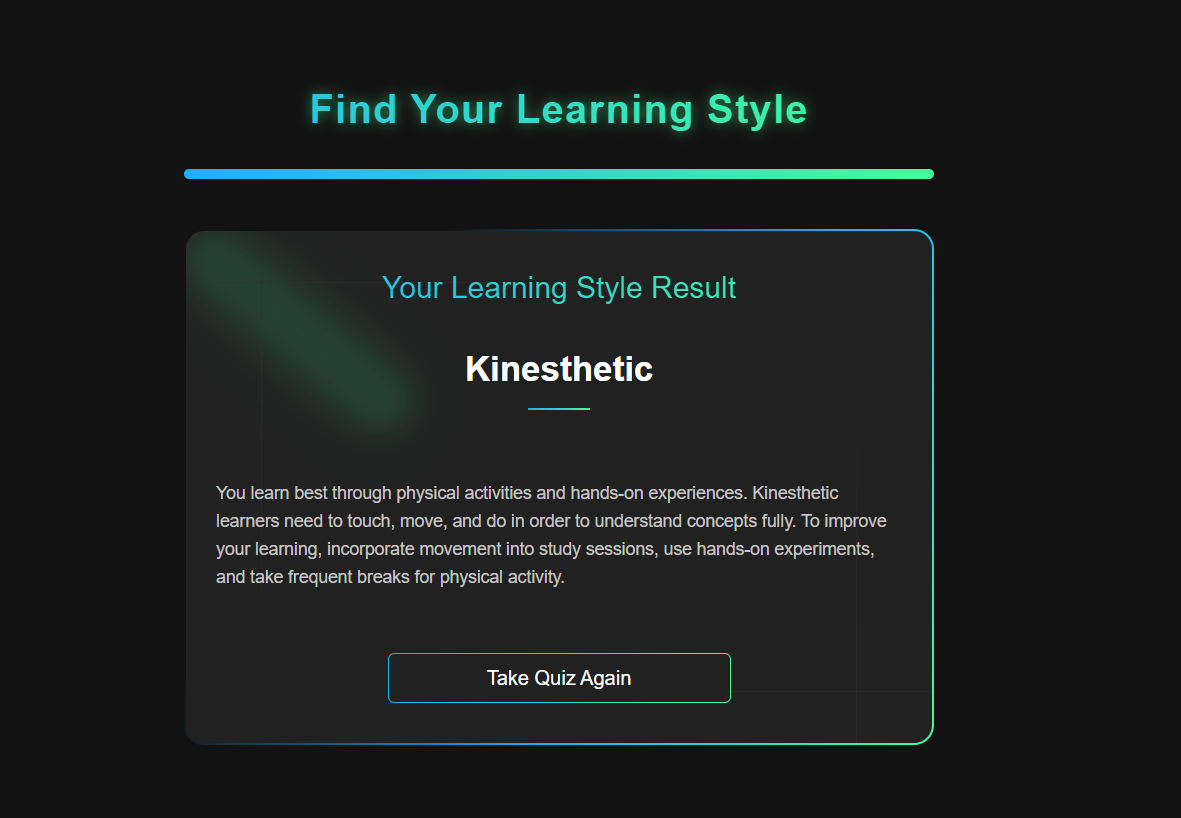 Find Your Learning Style
Your Learning Style Result
Kinesthetic
You learn best through physical activities and hands-on experiences. Kinesthetic
learners need to touch, move, and do in order to understand concepts fully. To improve
your learning, incorporate movement into study sessions, use hands-on experiments,
and take frequent breaks for physical activity.
Take Quiz Again